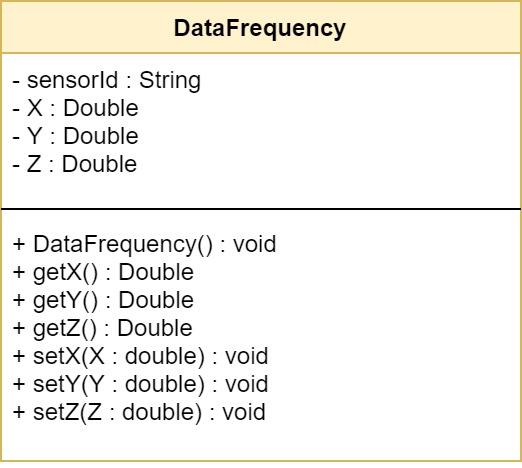 DataFrequency
- sensorId : String
- X : Double
- Y : Double
- Z : Double
+ DataFrequency() : void
+ getX() : Double
+ getY() : Double
+ getZ() : Double
+ setX(X : double) : void
+ setY(Y : double) : void
+ setZ(Z : double) : void